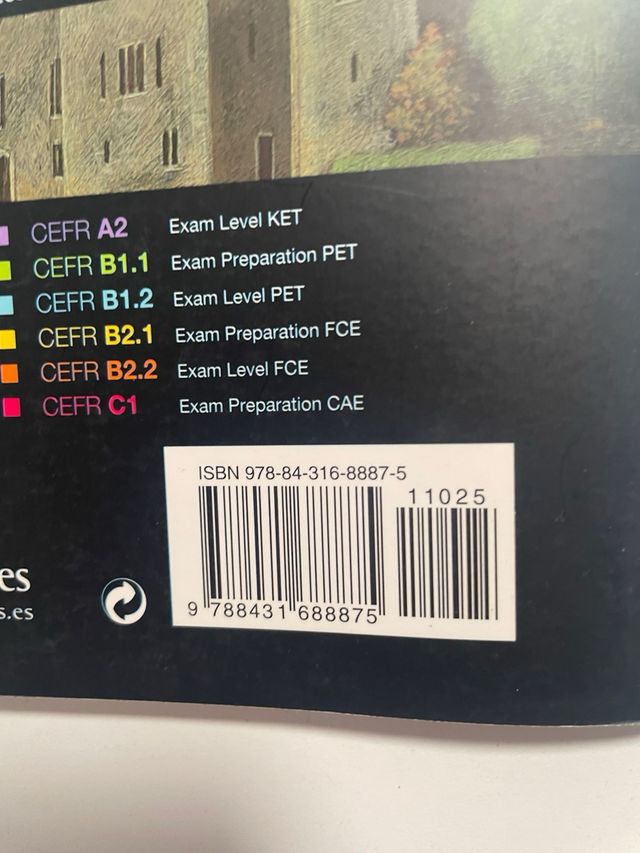 CEFR A2 Exam Level KET
CEFR B1.1 Exam Preparation PET
CEFR B1.2 Exam Level PET
CEFR B2.1 Exam Preparation FCE
CEFR B2.2 Exam Level FCE
CEFR C1 Exam Preparation CAE
ISBN 978-84-316-8887-5
11025
9 788431 688875
es
s.es